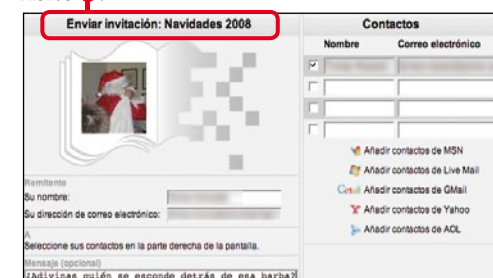 Enviar invitación: Navidades 2008
Remitente
Su nombre:
Su dirección de correo electrónico:
A
Seleccione sus contactos en la parte derecha de la pantalla.
Mensaje (opcional)
¿Adivinas quién se esconde detrás de esa barba?
Contactos
Nombre Correo electrónico
Añadir contactos de MSN
Añadir contactos de Live Mail
Gmail Añadir contactos de GMail
Añadir contactos de Yahoo
Añadir contactos de AOL